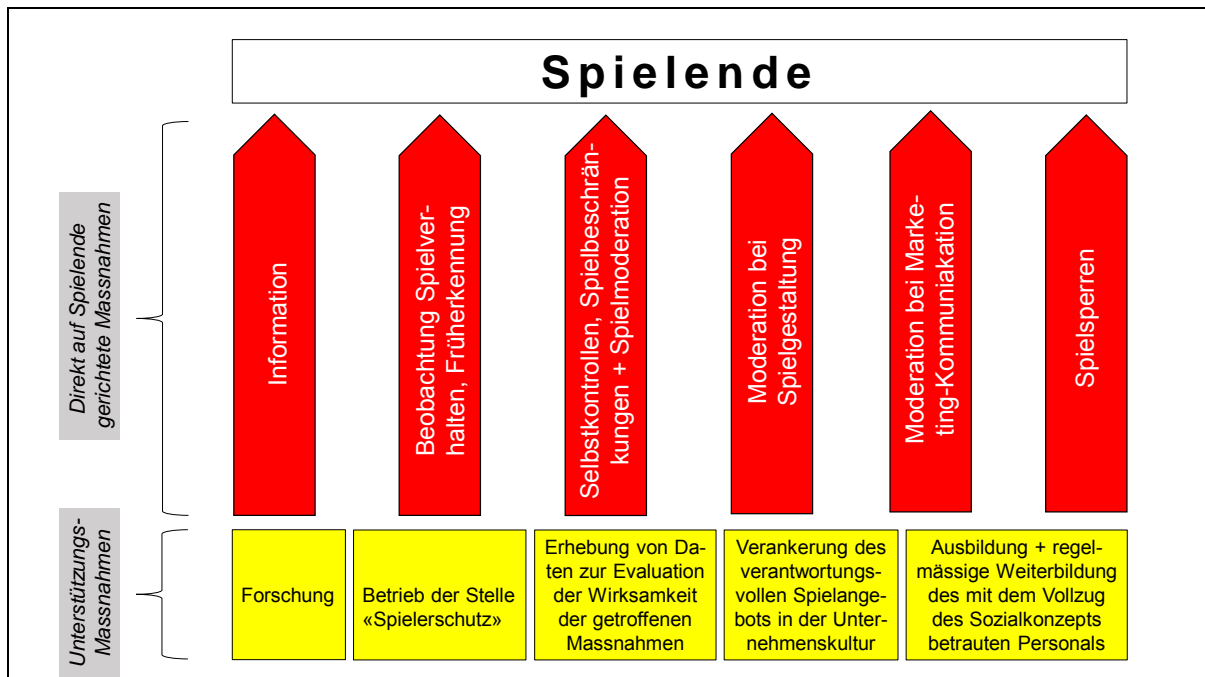 Spielende
Direkt auf Spielende
gerichtete Massnahmen
Information
Beobachtung Spielver-
halten, Früherkennung
Selbstkontrollen, Spielbeschrän-
kungen + Spielmoderation
Moderation bei
Spielgestaltung
Moderation bei Marke-
ting-Kommuniakation
Spielsperren
Unterstützungs-
Massnahmen
Forschung
Betrieb der Stelle
«Spielerschutz»
Erhebung von Da-
ten zur Evaluation
der Wirksamkeit
der getroffenen
Massnahmen
Verankerung des
verantwortungs-
vollen Spielange-
bots in der Unter-
nehmenskultur
Ausbildung + regel-
mässige Weiterbildung
des mit dem Vollzug
des Sozialkonzepts
betrauten Personals